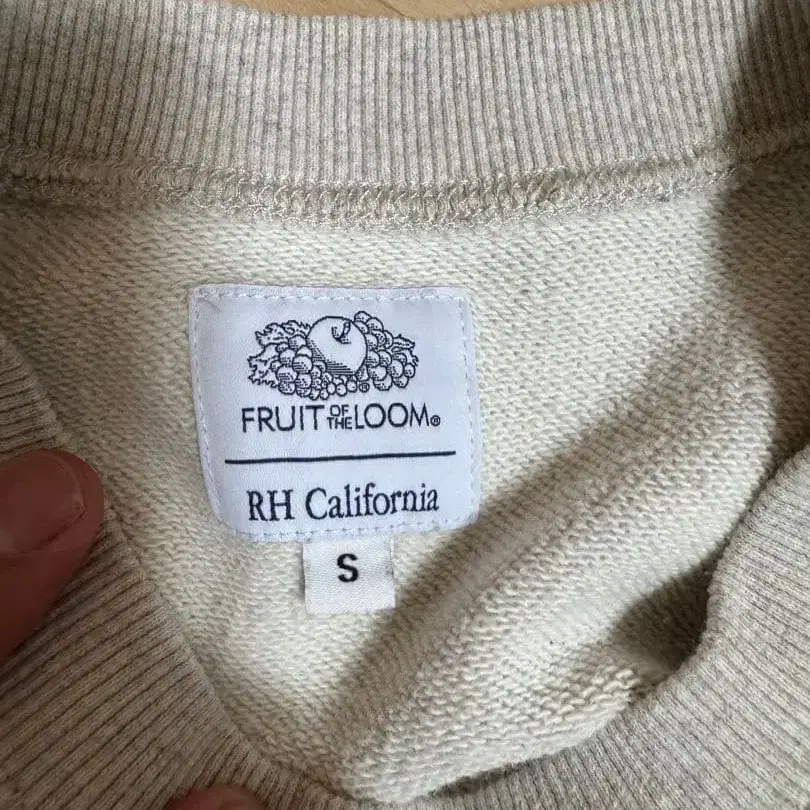 FRUIT OF THE LOOM®
RH California
S